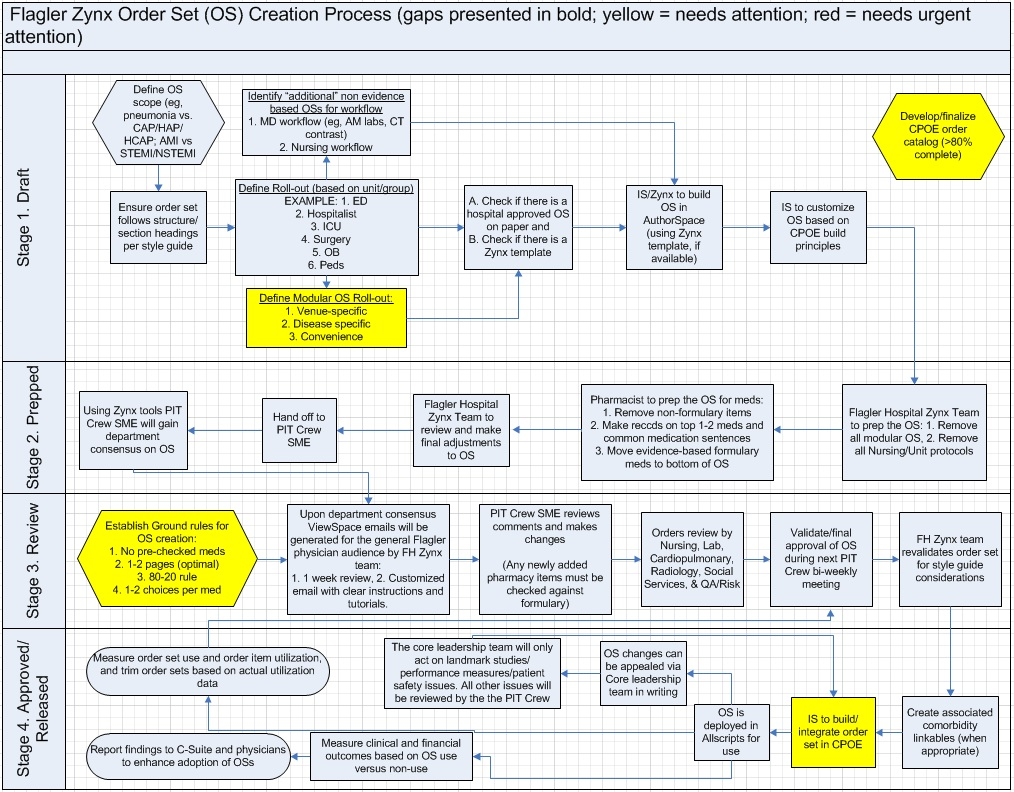 Flagler Zynx Order Set (OS) Creation Process (gaps presented in bold; yellow = needs attention; red = needs urgent
attention)
Stage 1. Draft
Define OS
scope (eg,
pneumonia vs.
CAP/HAP/
HCAP; AMI vs
STEMI/NSTEMI
Identify “additional” non evidence
based OSs for workflow
1. MD workflow (eg, AM labs, CT
contrast)
2. Nursing workflow
Develop/finalize
CPOE order
catalog (>80%
complete)
Ensure order set
follows structure/
section headings
per style guide
Define Roll-out (based on unit/group)
EXAMPLE: 1. ED
2. Hospitalist
3. ICU
4. Surgery
5. OB
6. Peds
A. Check if there is a
hospital approved OS
on paper and
B. Check if there is a
Zynx template
IS/Zynx to build
OS in
AuthorSpace
(using Zynx
template, if
available)
IS to customize
OS based on
CPOE build
principles
Define Modular OS Roll-out:
1. Venue-specific
2. Disease specific
3. Convenience
Stage 2. Prepped
Using Zynx tools PIT
Crew SME will gain
department
consensus on OS
Hand off to
PIT Crew
SME
Flagler Hospital
Zynx Team to
review and make
final adjustments
to OS
Pharmacist to prep the OS for meds:
1. Remove non-formulary items
2. Make reccds on top 1-2 meds and
common medication sentences
3. Move evidence-based formulary
meds to bottom of OS
Flagler Hospital Zynx Team
to prep the OS: 1. Remove
all modular OS, 2. Remove
all Nursing/Unit protocols
Stage 3. Review
Establish Ground rules for
OS creation:
1. No pre-checked meds
2. 1-2 pages (optimal)
3. 80-20 rule
4. 1-2 choices per med
Upon department consensus
ViewSpace emails will be
generated for the general Flagler
physician audience by FH Zynx
team:
1. 1 week review, 2. Customized
email with clear instructions and
tutorials.
PIT Crew SME reviews
comments and makes
changes
(Any newly added
pharmacy items must be
checked against
formulary)
Orders review by
Nursing, Lab,
Cardiopulmonary,
Radiology, Social
Services, & QA/Risk
Validate/final
approval of OS
during next PIT
Crew bi-weekly
meeting
FH Zynx team
revalidates order set
for style guide
considerations
Stage 4. Approved/
Released
Measure order set use and order item utilization,
and trim order sets based on actual utilization
data
The core leadership team will only
act on landmark studies/
performance measures/patient
safety issues. All other issues will
be reviewed by the the PIT Crew
OS changes can
be appealed via
Core leadership
team in writing
OS is
deployed in
Allscripts for
use
IS to build/
integrate order
set in CPOE
Create associated
comorbidity
linkables (when
appropriate)
Report findings to C-Suite and physicians
to enhance adoption of OSs
Measure clinical and financial
outcomes based on OS use
versus non-use